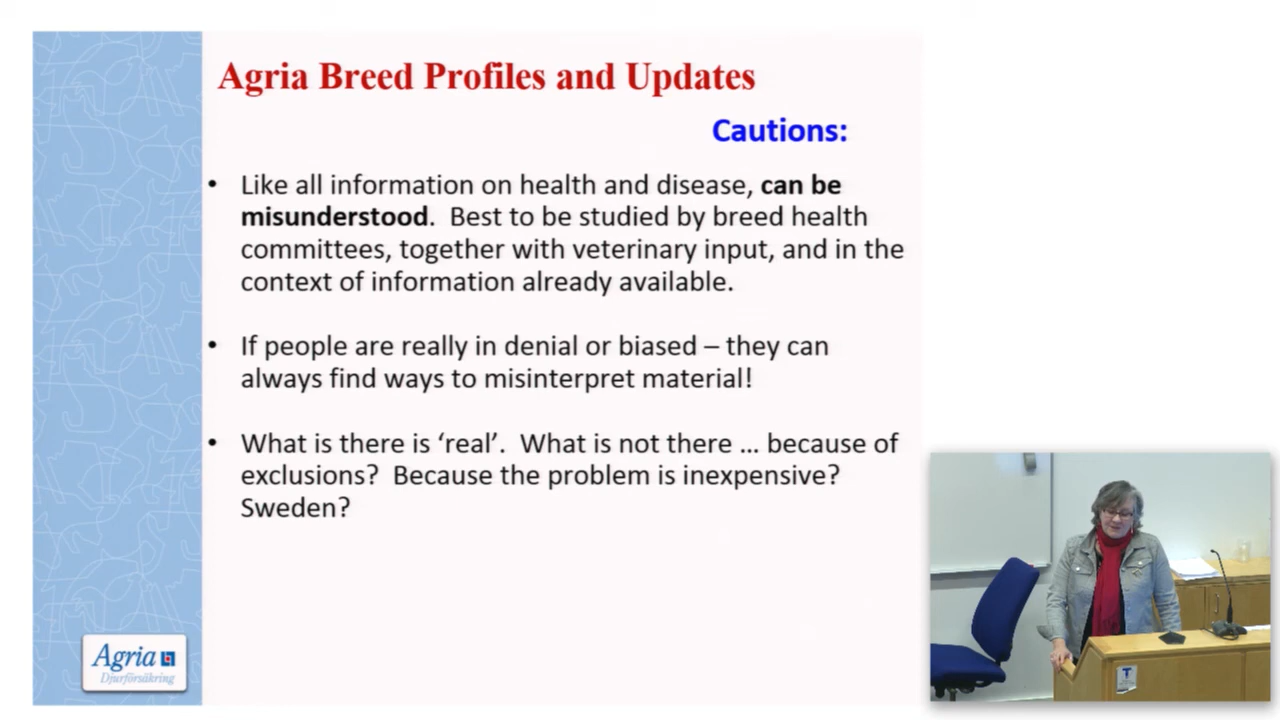 Agria Breed Profiles and Updates
Cautions:
• Like all information on health and disease, can be
misunderstood. Best to be studied by breed health
committees, together with veterinary input, and in the
context of information already available.
• If people are really in denial or biased – they can
always find ways to misinterpret material!
• What is there is ‘real’. What is not there ... because of
exclusions? Because the problem is inexpensive?
Sweden?
Agria
Djurförsäkring